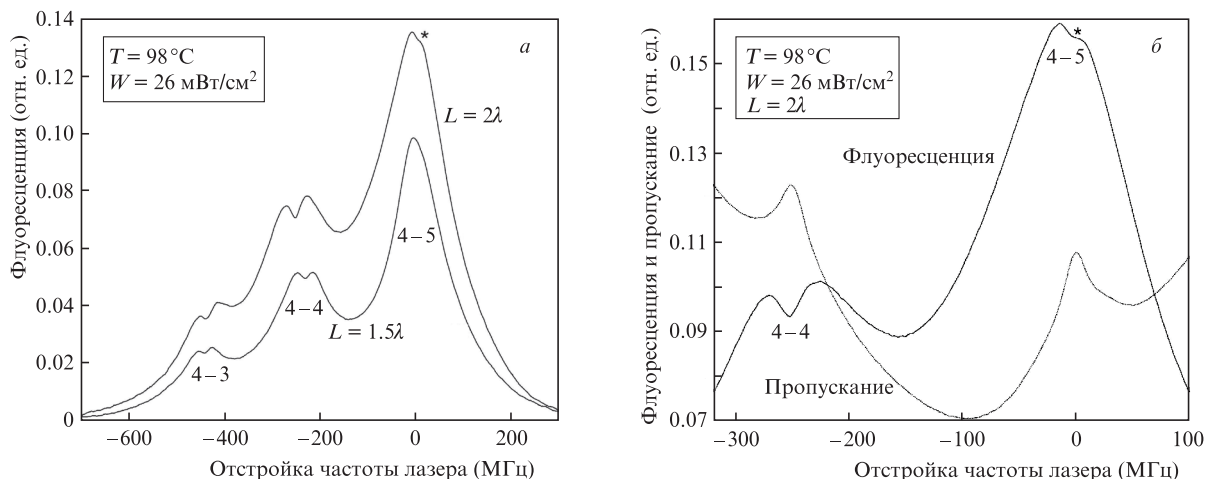 Флуоресценция (отн. ед.)
0.14
0.12
0.10
0.08
0.06
0.04
0.02
0
T = 98 °C
W = 26 мВт/см²
а
*
L = 2λ
4 – 5
4 – 4
L = 1.5λ
4 – 3
–600
–400
–200
0
200
Отстройка частоты лазера (МГц)
Флуоресценция и пропускание (отн. ед.)
0.15
0.13
0.11
0.09
0.07
T = 98 °C
W = 26 мВт/см²
L = 2λ
б
*
4 – 5
Флуоресценция
4 – 4
Пропускание
–300
–200
–100
0
100
Отстройка частоты лазера (МГц)